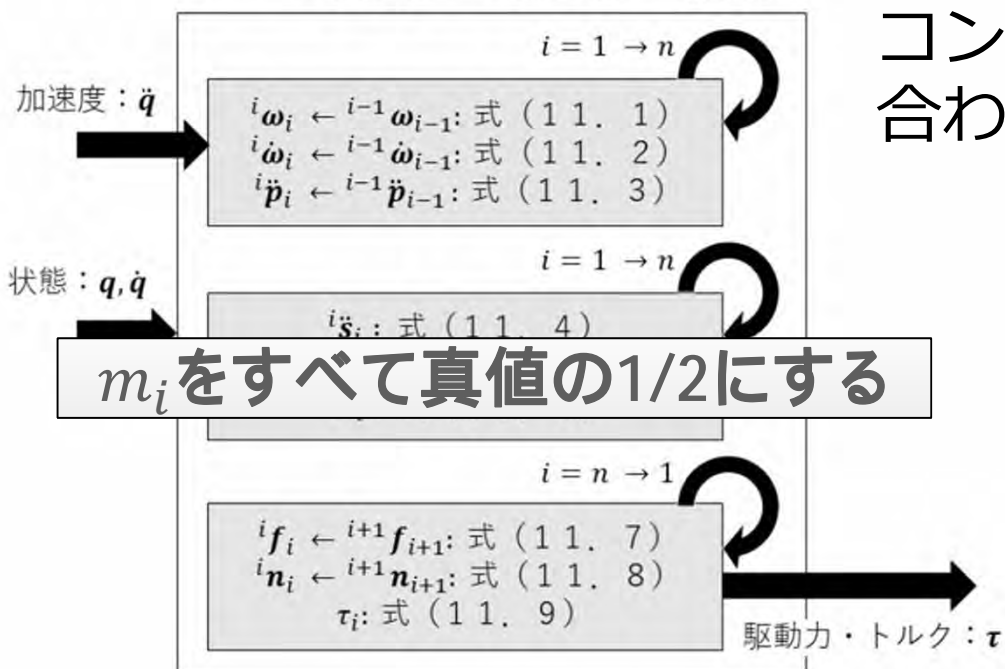 コン
合わ
i = 1 → n
加速度：q̈
ⁱωᵢ ← ⁱ⁻¹ωᵢ₋₁: 式（１１．１）
ⁱω̇ᵢ ← ⁱ⁻¹ω̇ᵢ₋₁: 式（１１．２）
ⁱp̈ᵢ ← ⁱ⁻¹p̈ᵢ₋₁: 式（１１．３）
i = 1 → n
状態：q, q̇
ⁱs̈ᵢ: 式（１１．４）
mᵢをすべて真値の1/2にする
i = n → 1
ⁱfᵢ ← ⁱ⁺¹fᵢ₊₁: 式（１１．７）
ⁱnᵢ ← ⁱ⁺¹nᵢ₊₁: 式（１１．８）
τᵢ: 式（１１．９）
駆動力・トルク：τ